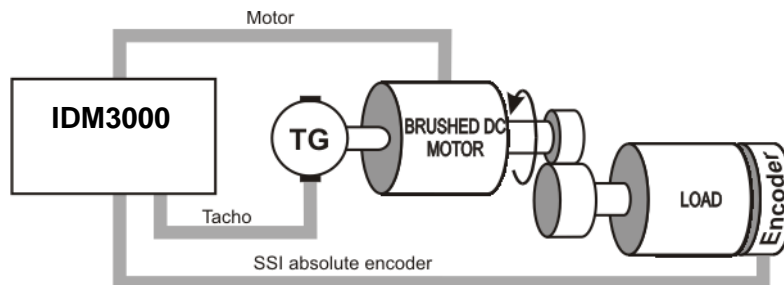 Motor
IDM3000
TG
BRUSHED DC
MOTOR
LOAD
Encoder
Tacho
SSI absolute encoder